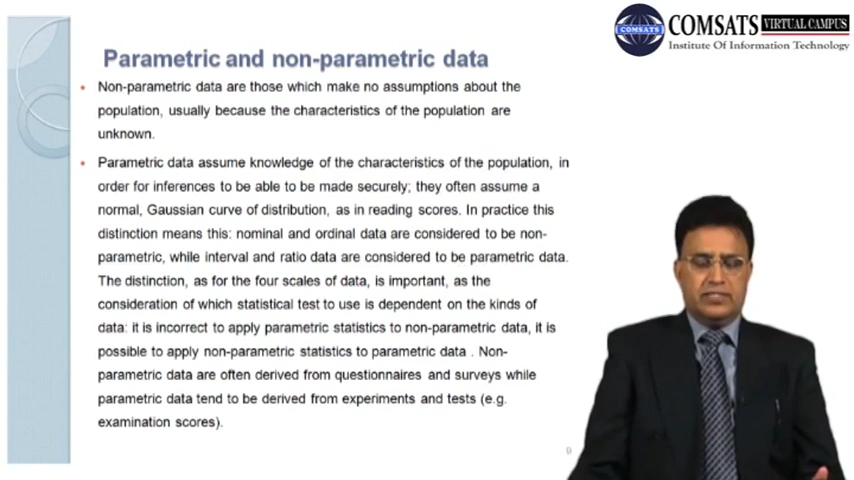 COMSATS VIRTUAL CAMPUS
COMSATS
Institute Of Information Technology
Parametric and non-parametric data
• Non-parametric data are those which make no assumptions about the
population, usually because the characteristics of the population are
unknown.
• Parametric data assume knowledge of the characteristics of the population, in
order for inferences to be able to be made securely; they often assume a
normal, Gaussian curve of distribution, as in reading scores. In practice this
distinction means this: nominal and ordinal data are considered to be non-
parametric, while interval and ratio data are considered to be parametric data.
The distinction, as for the four scales of data, is important, as the
consideration of which statistical test to use is dependent on the kinds of
data: it is incorrect to apply parametric statistics to non-parametric data, it is
possible to apply non-parametric statistics to parametric data . Non-
parametric data are often derived from questionnaires and surveys while
parametric data tend to be derived from experiments and tests (e.g.
examination scores).
9